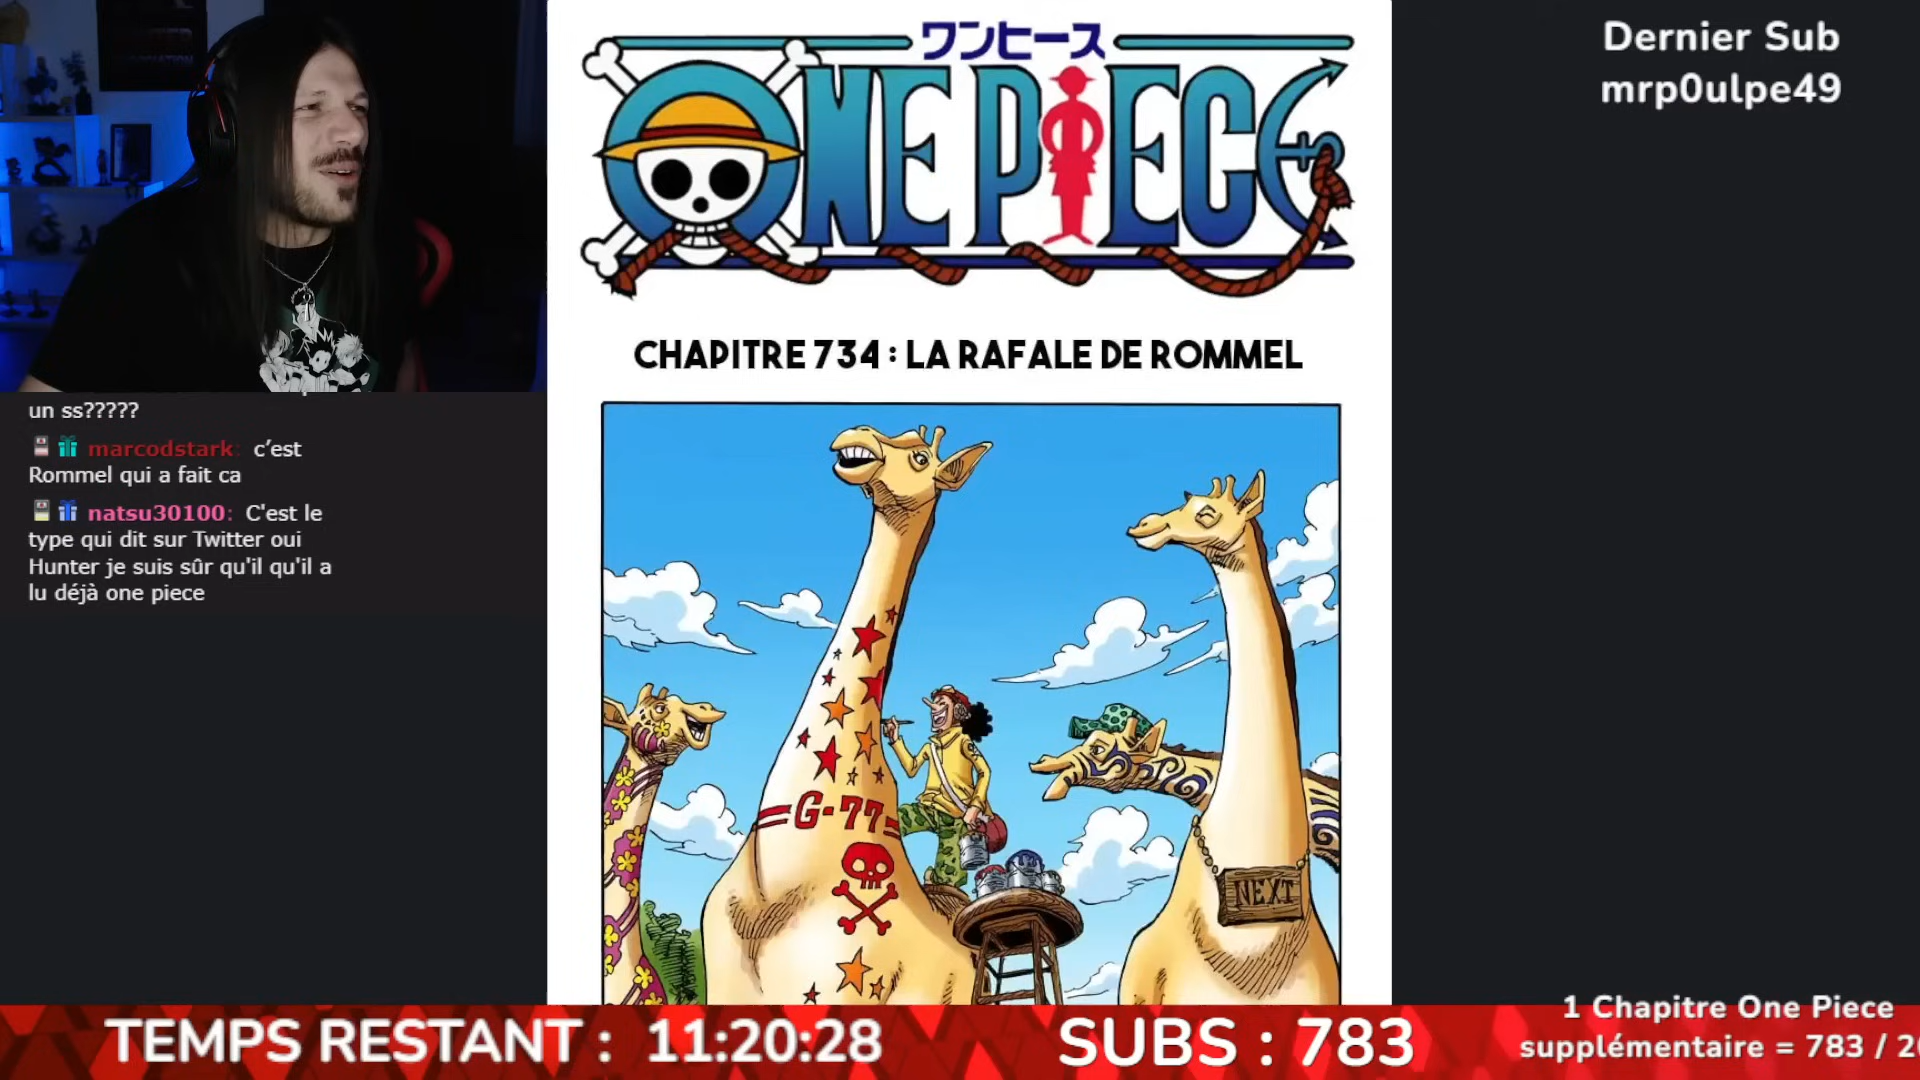 Dernier Sub
mrp0ulpe49
ワンピース
ONE PIECE
CHAPITRE 734 : LA RAFALE DE ROMMEL
un ss?????
marcodstark: c’est
Rommel qui a fait ca
natsu30100: C'est le
type qui dit sur Twitter oui
Hunter je suis sûr qu'il qu'il a
lu déjà one piece
G-77
NEXT
TEMPS RESTANT : 11:20:28
SUBS : 783
1 Chapitre One Piece
supplémentaire = 783 /